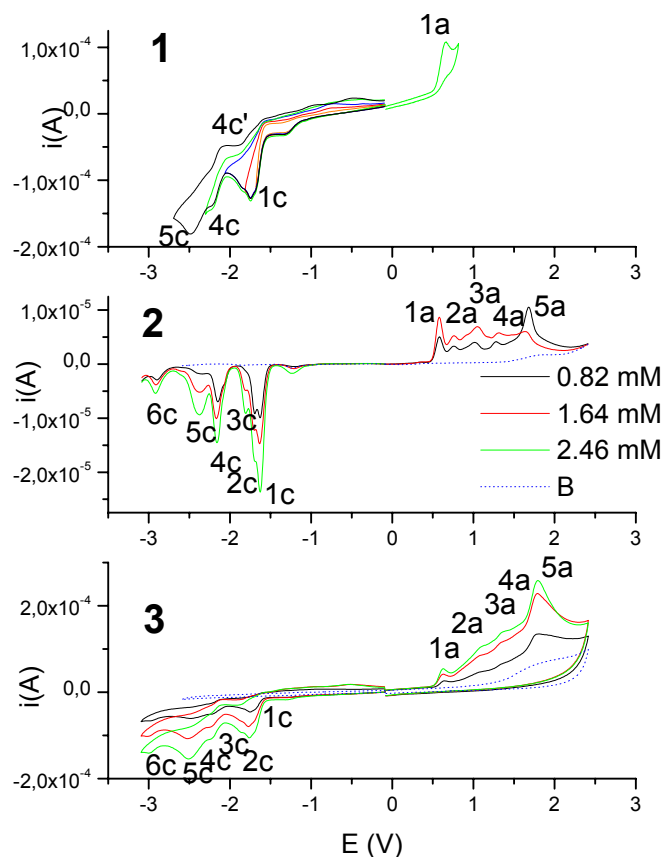 1
1a
1,0x10⁻⁴
0,0
-1,0x10⁻⁴
-2,0x10⁻⁴
i(A)
4c'
1c
4c
5c
-3 -2 -1 0 1 2 3
2
1a 2a 3a 4a 5a
1,0x10⁻⁵
0,0
-1,0x10⁻⁵
-2,0x10⁻⁵
i(A)
6c 5c 4c 3c 2c 1c
0.82 mM
1.64 mM
2.46 mM
B
-3 -2 -1 0 1 2 3
3
1a 2a 3a 4a 5a
2,0x10⁻⁴
0,0
-2,0x10⁻⁴
i(A)
6c 5c 4c 3c 2c 1c
-3 -2 -1 0 1 2 3
E (V)